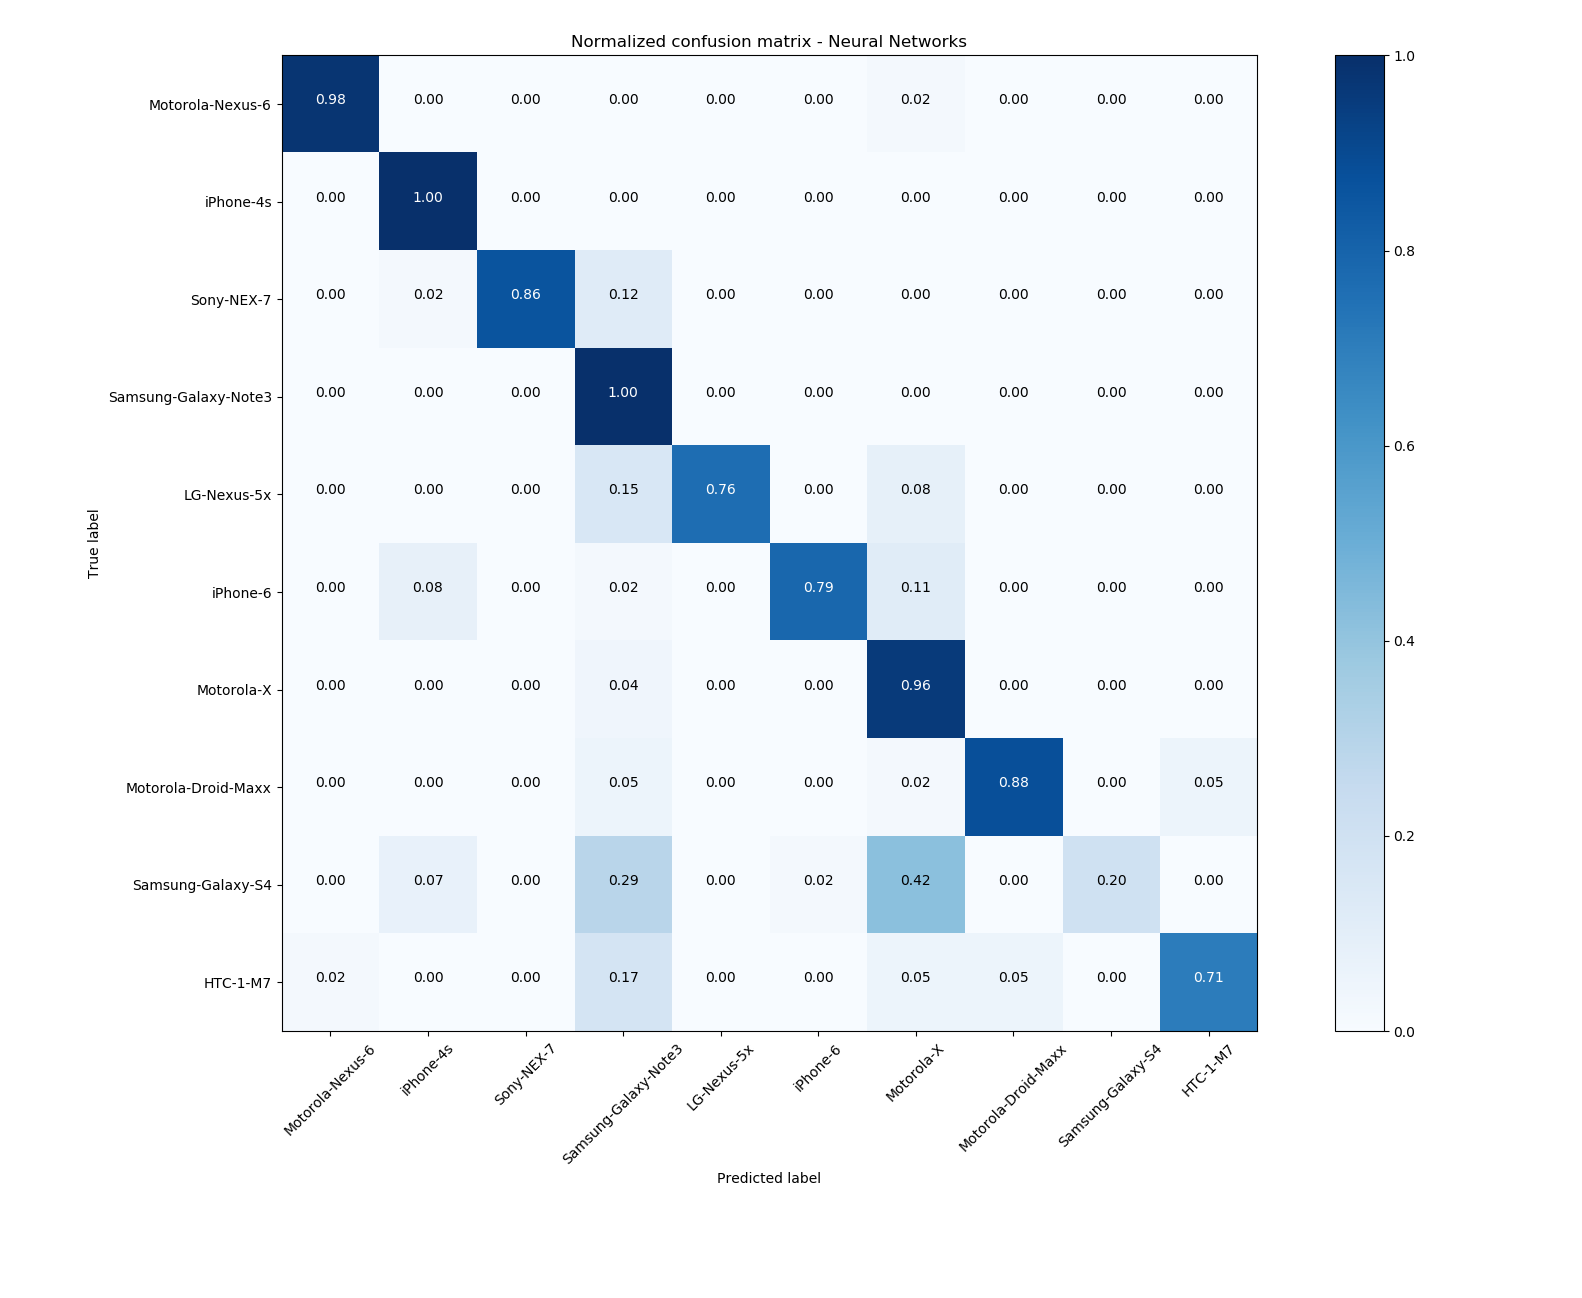 Normalized confusion matrix - Neural Networks
Motorola-Nexus-6 0.98 0.00 0.00 0.00 0.00 0.00 0.02 0.00 0.00 0.00
iPhone-4s 0.00 1.00 0.00 0.00 0.00 0.00 0.00 0.00 0.00 0.00
Sony-NEX-7 0.00 0.02 0.86 0.12 0.00 0.00 0.00 0.00 0.00 0.00
Samsung-Galaxy-Note3 0.00 0.00 0.00 1.00 0.00 0.00 0.00 0.00 0.00 0.00
LG-Nexus-5x 0.00 0.00 0.00 0.15 0.76 0.00 0.08 0.00 0.00 0.00
iPhone-6 0.00 0.08 0.00 0.02 0.00 0.79 0.11 0.00 0.00 0.00
Motorola-X 0.00 0.00 0.00 0.04 0.00 0.00 0.96 0.00 0.00 0.00
Motorola-Droid-Maxx 0.00 0.00 0.00 0.05 0.00 0.00 0.02 0.88 0.00 0.05
Samsung-Galaxy-S4 0.00 0.07 0.00 0.29 0.00 0.02 0.42 0.00 0.20 0.00
HTC-1-M7 0.02 0.00 0.00 0.17 0.00 0.00 0.05 0.05 0.00 0.71
True label
Motorola-Nexus-6
iPhone-4s
Sony-NEX-7
Samsung-Galaxy-Note3
LG-Nexus-5x
iPhone-6
Motorola-X
Motorola-Droid-Maxx
Samsung-Galaxy-S4
HTC-1-M7
Predicted label
1.0
0.8
0.6
0.4
0.2
0.0